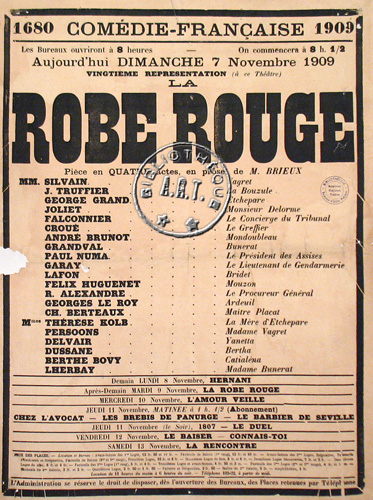 1680 COMÉDIE-FRANÇAISE 1909
Les Bureaux ouvriront à 8 heures — On commencera à 8 h. 1/2
Aujourd'hui DIMANCHE 7 Novembre 1909
VINGTIÈME REPRÉSENTATION (à ce Théâtre)
LA
ROBE ROUGE
Pièce en QUATRE actes, en prose, de M. BRIEUX
BIBLIOTHÈQUE
A.R.T.
MM. SILVAIN Vagret
J. TRUFFIER La Bouzule
GEORGE GRAND Etchepare
JOLIET Monsieur Delorme
FALCONNIER Le Concierge du Tribunal
CROUÉ Le Greffier
ANDRÉ BRUNOT Mondoubleau
GRANDVAL Bunerat
PAUL NUMA Le Président des Assises
GARAY Le Lieutenant de Gendarmerie
LAFON Bridet
FELIX HUGUENET Mouzon
R. ALEXANDRE Le Procureur Général
GEORGES LE ROY Ardeuil
CH. BERTEAUX Maître Placat
Mmes THÉRÈSE KOLB La Mère d'Etchepare
PERSOONS Madame Vagret
DELVAIR Yanetta
DUSSANE Bertha
BERTHE BOVY Catialéna
LHERBAY Madame Bunerat
Demain LUNDI 8 Novembre, HERNANI
Après-Demain MARDI 9 Novembre, LA ROBE ROUGE
MERCREDI 10 Novembre, L'AMOUR VEILLE
JEUDI 11 Novembre, MATINÉE à 1 h. 1/2 (Abonnement)
CHEZ L'AVOCAT — LES BREBIS DE PANURGE — LE BARBIER DE SEVILLE
JEUDI 11 Novembre (le Soir), 1807 — LE DUEL
VENDREDI 12 Novembre, LE BAISER — CONNAIS-TOI
SAMEDI 13 Novembre, LA RENCONTRE
PRIX DES PLACES
L'Administration se réserve le droit de disposer, dès l'ouverture des Bureaux, des Places retenues par Téléphone